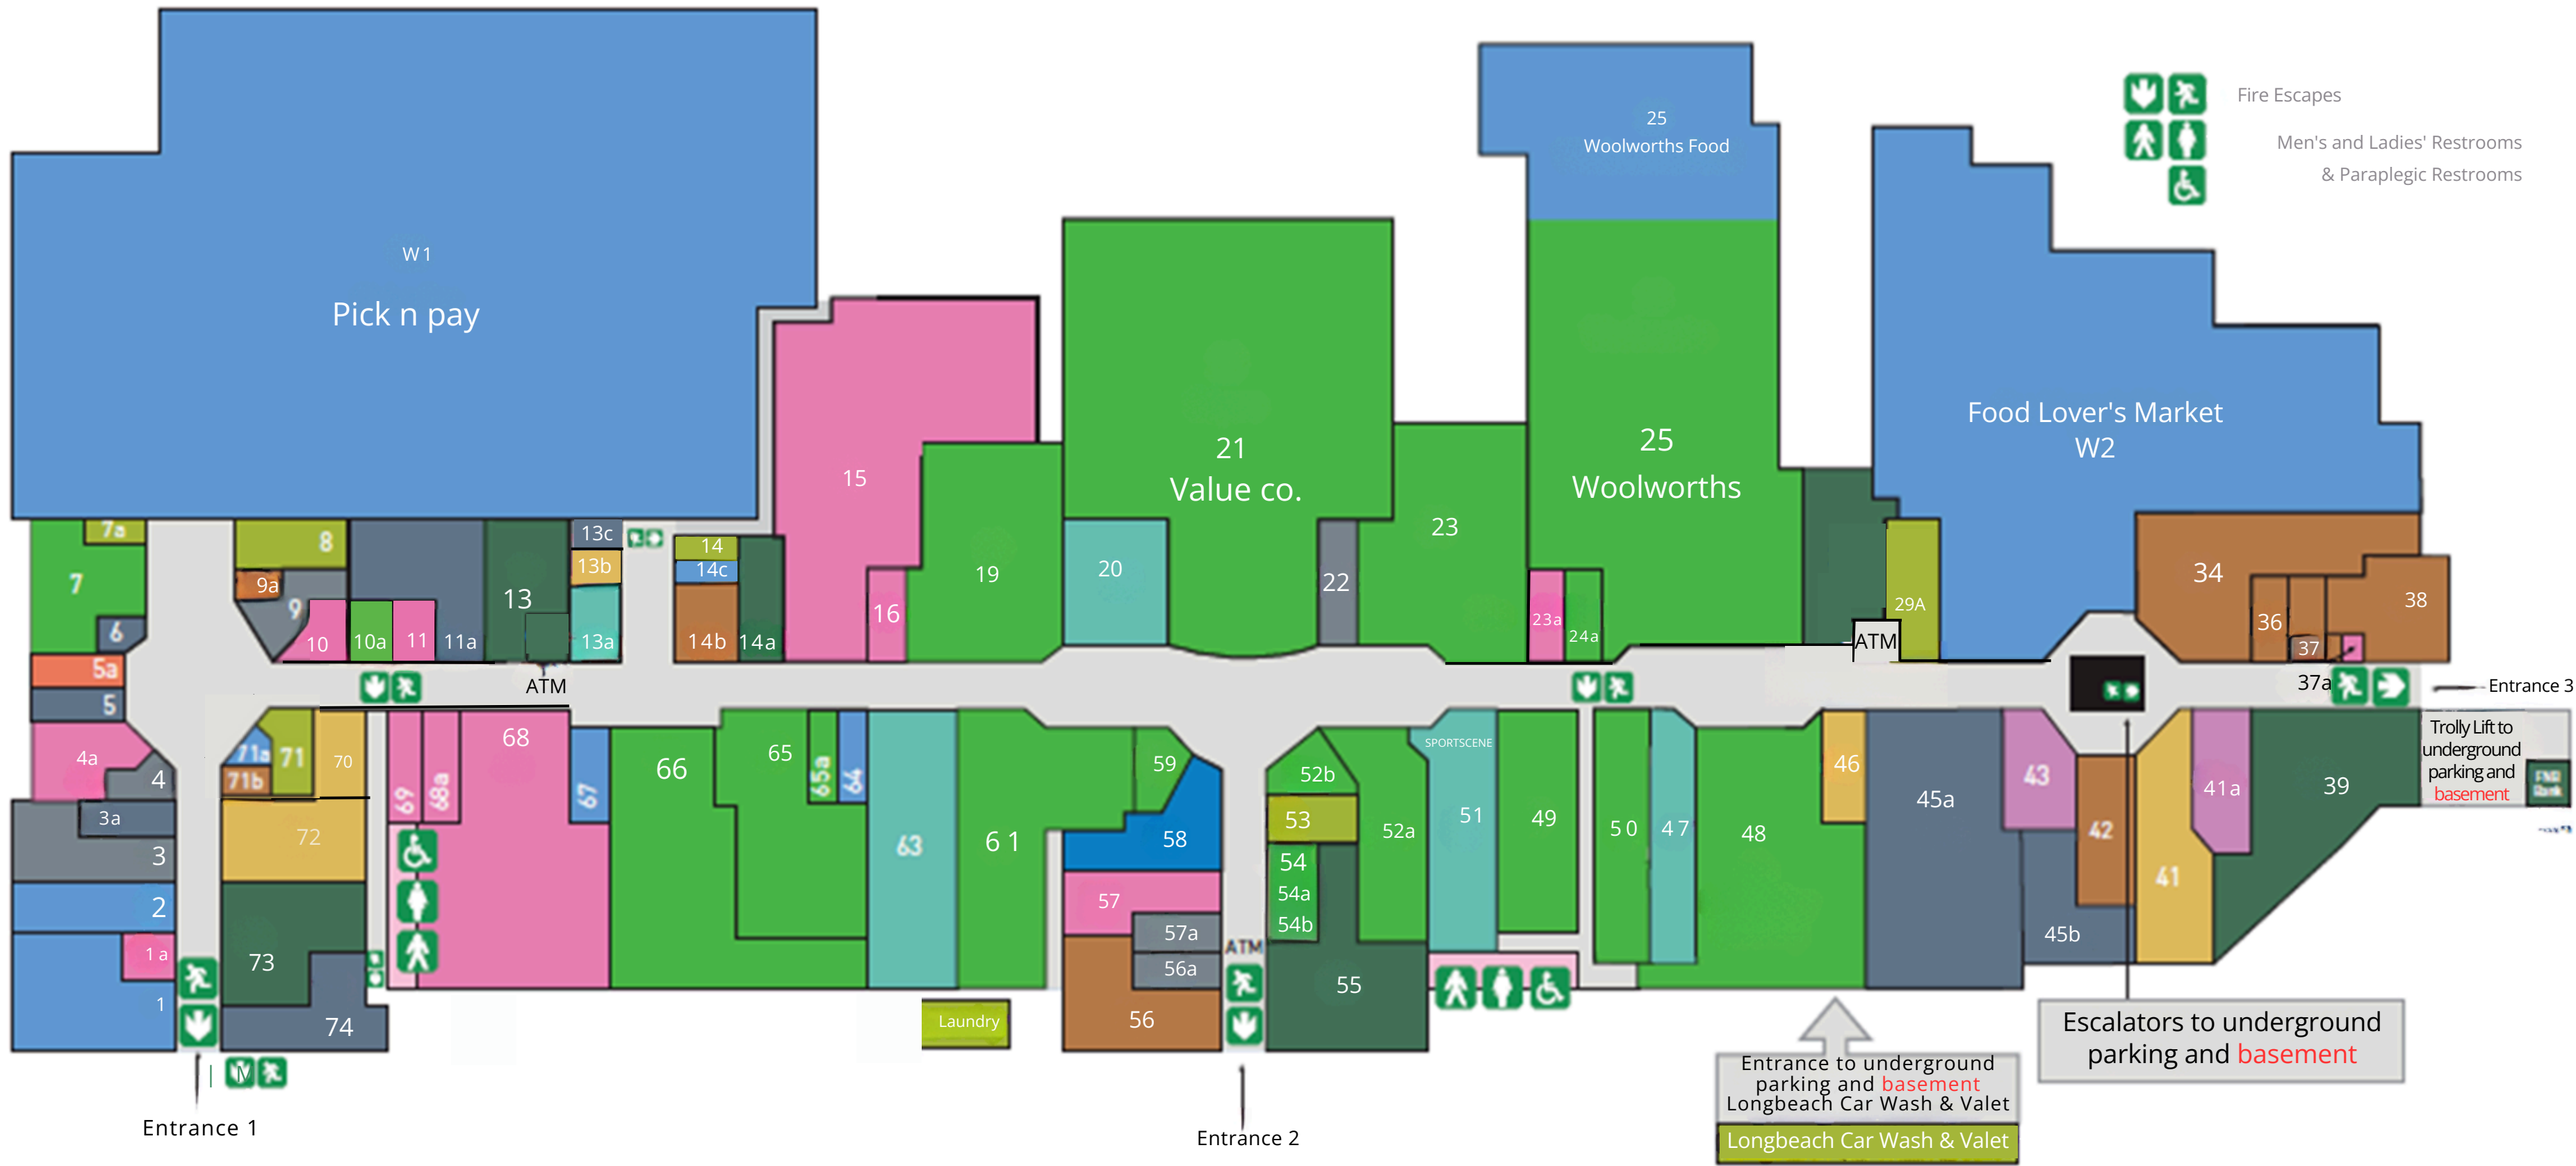 Fire Escapes
Men's and Ladies' Restrooms
& Paraplegic Restrooms
W1
Pick n pay
25
Woolworths Food
21
Value co.
25
Woolworths
Food Lover's Market
W2
15
16
19
20
22
23
23a
24a
29A
ATM
34
36
37
38
37a
Entrance 3
7a
7
6
5a
5
4a
4
3a
3
2
1a
1
8
9a
9
10
10a
11
11a
13
13c
13b
13a
14
14c
14b
14a
ATM
71a
71b
71
70
72
73
74
69
68a
68
67
66
65
65a
64
63
61
59
58
57
57a
56a
56
ATM
52b
53
54
54a
54b
52a
55
SPORTSCENE
51
49
50
47
48
46
45a
45b
43
42
41
41a
39
Trolly Lift to
underground
parking and
basement
FNB
Bank
Laundry
Entrance 1
Entrance 2
Entrance to underground
parking and basement
Longbeach Car Wash & Valet
Longbeach Car Wash & Valet
Escalators to underground
parking and basement